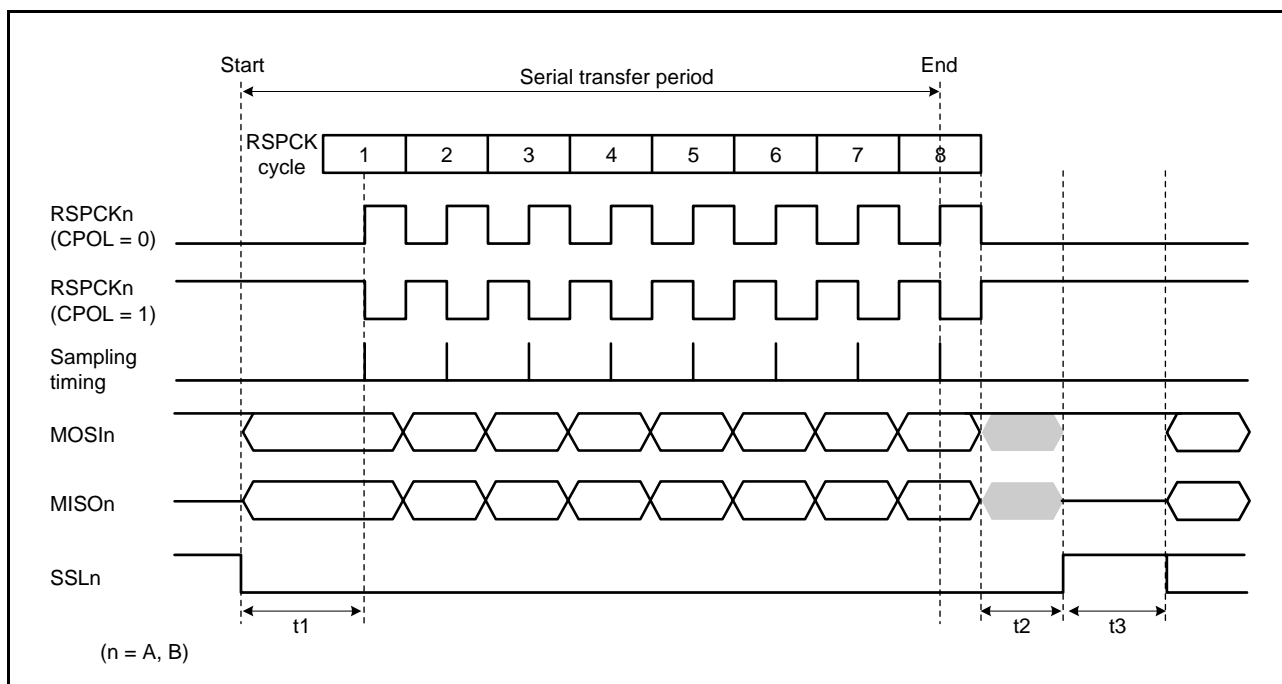 Start
End
Serial transfer period
RSPCK
cycle
1 2 3 4 5 6 7 8
RSPCKn
(CPOL = 0)
RSPCKn
(CPOL = 1)
Sampling
timing
MOSIn
MISOn
SSLn
t1
t2
t3
(n = A, B)